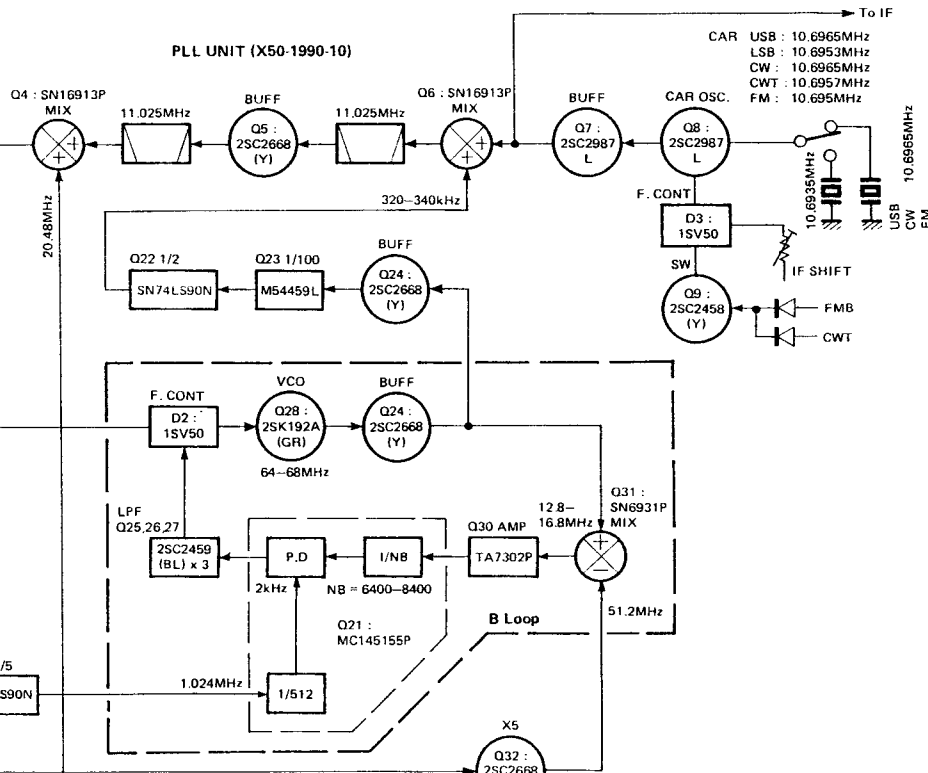 To IF
CAR USB : 10.6965MHz
LSB : 10.6953MHz
CW : 10.6965MHz
CWT : 10.6957MHz
FM : 10.695MHz
PLL UNIT (X50-1990-10)
Q4 : SN16913P
MIX
11.025MHz
BUFF
Q5 :
2SC2668
(Y)
11.025MHz
Q6 : SN16913P
MIX
BUFF
Q7 :
2SC2987
L
CAR OSC.
Q8 :
2SC2987
L
10.6935MHz
10.6965MHz
USB
CW
FM
F. CONT
D3 :
1SV50
IF SHIFT
SW
Q9 :
2SC2458
(Y)
FMB
CWT
20.48MHz
320–340kHz
Q22 1/2
SN74LS90N
Q23 1/100
M54459L
BUFF
Q24 :
2SC2668
(Y)
F. CONT
D2 :
1SV50
VCO
Q28 :
2SK192A
(GR)
64–68MHz
BUFF
Q24 :
2SC2668
(Y)
LPF
Q25,26,27
2SC2459
(BL) x 3
P.D
2kHz
I/NB
NB = 6400–8400
Q30 AMP
TA7302P
12.8–
16.8MHz
Q31 :
SN6931P
MIX
51.2MHz
B Loop
Q21 :
MC145155P
/5
S90N
1.024MHz
1/512
X5
Q32 :
2SC2668